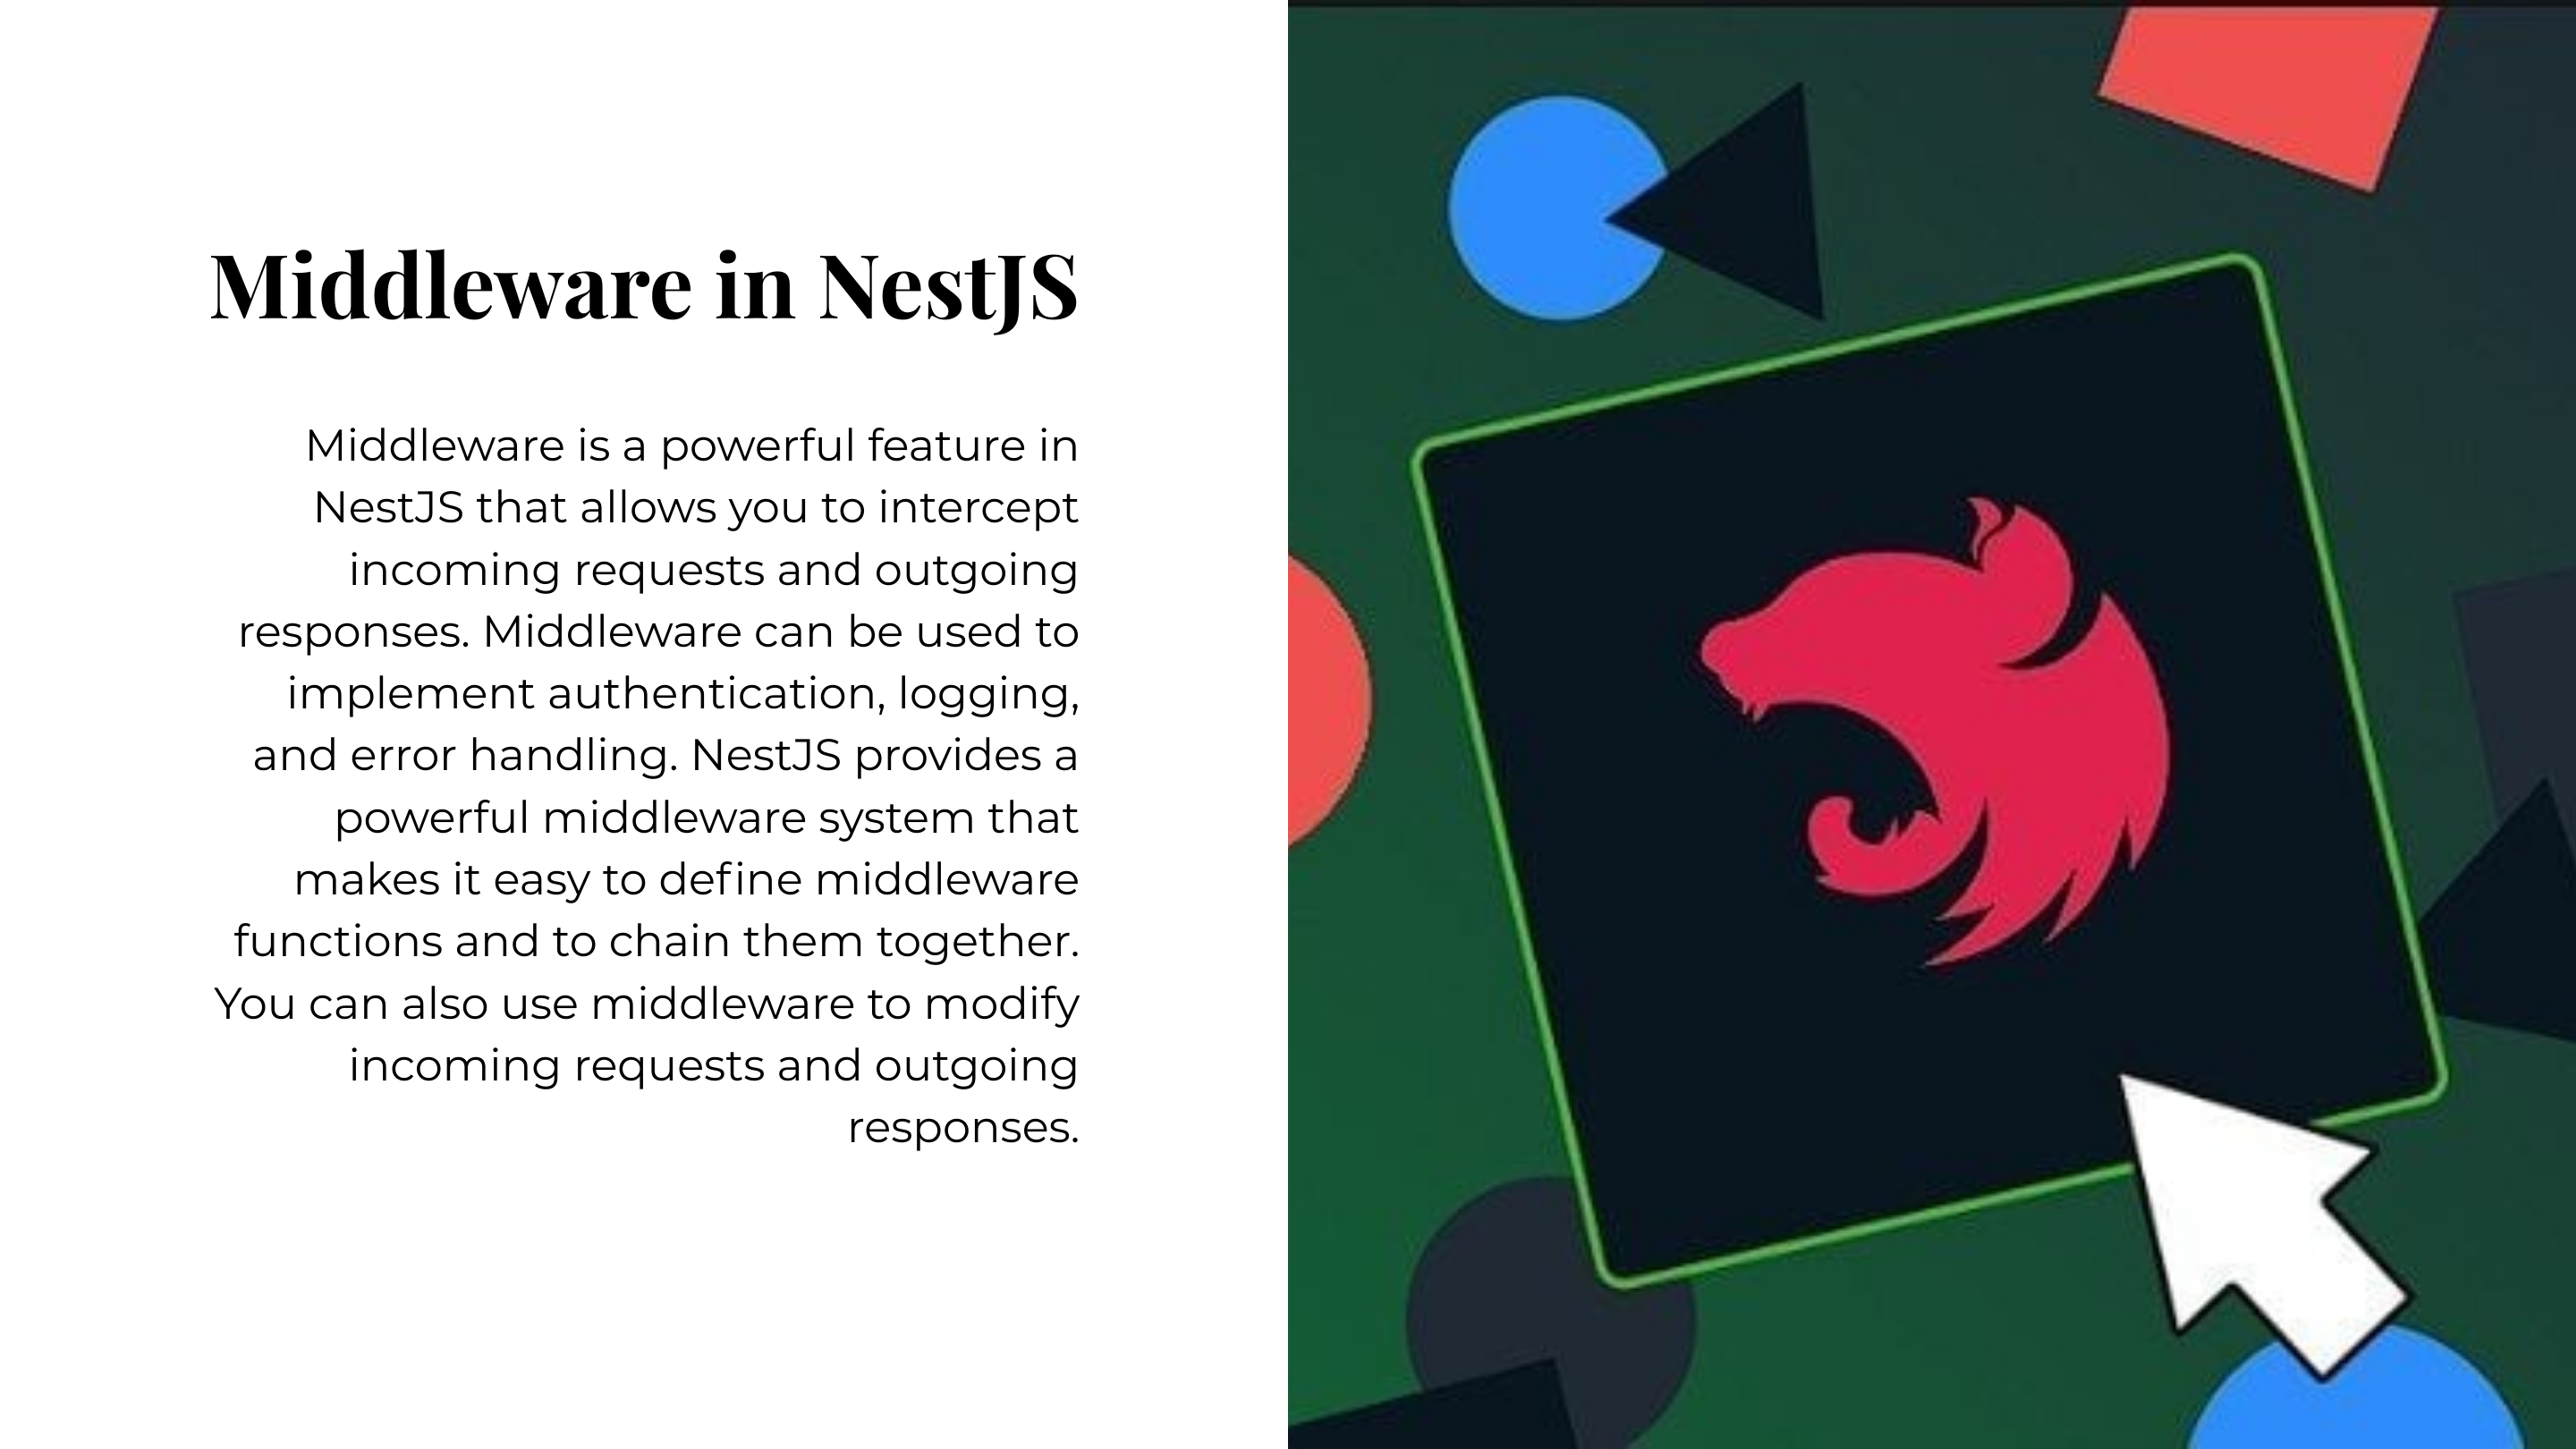 Middleware in NestJS
Middleware is a powerful feature in
NestJS that allows you to intercept
incoming requests and outgoing
responses. Middleware can be used to
implement authentication, logging,
and error handling. NestJS provides a
powerful middleware system that
makes it easy to define middleware
functions and to chain them together.
You can also use middleware to modify
incoming requests and outgoing
responses.